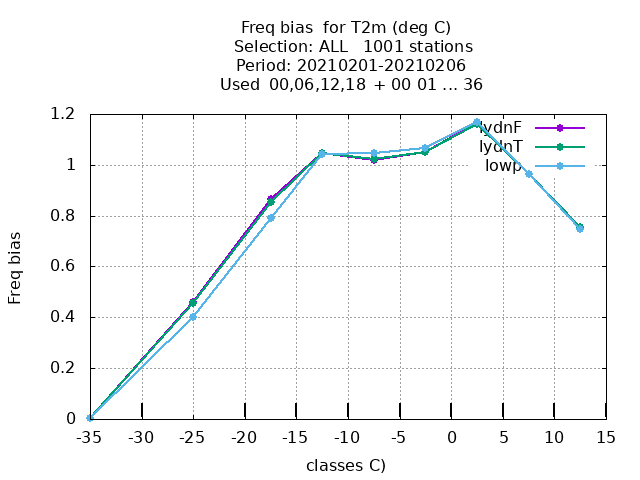 Freq bias for T2m (deg C)
Selection: ALL 1001 stations
Period: 20210201-20210206
Used 00,06,12,18 + 00 01 ... 36
1.2
1
0.8
0.6
0.4
0.2
0
Freq bias
lydnF
lydnT
lowp
-35 -30 -25 -20 -15 -10 -5 0 5 10 15
classes C)